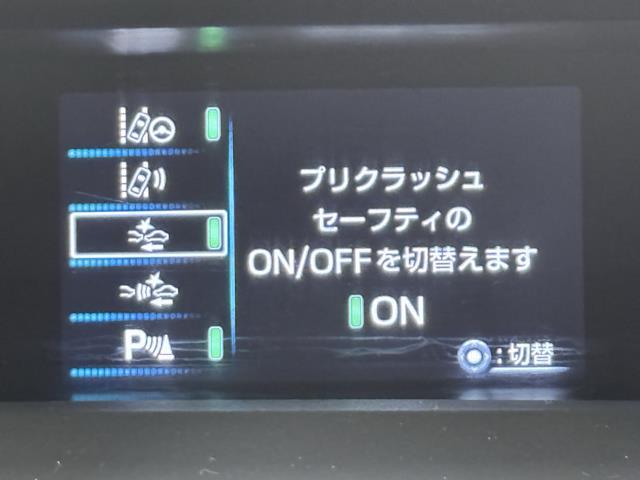 プリクラッシュ
セーフティの
ON/OFFを切替えます
ON
P
:切替